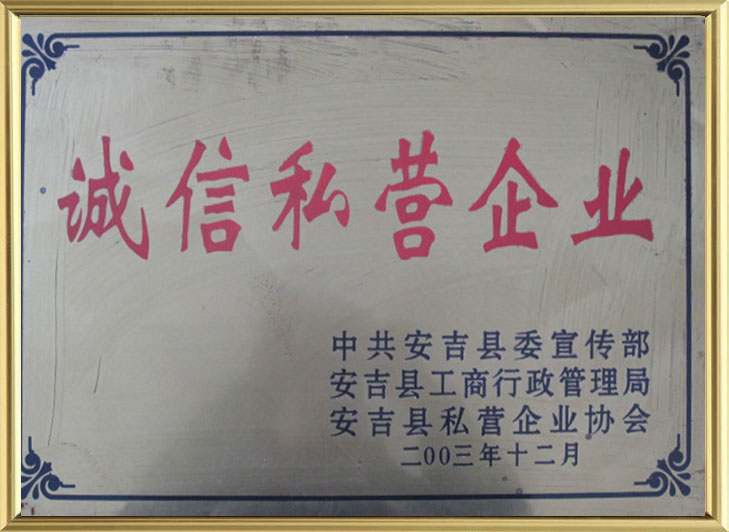 诚信私营企业
中共安吉县委宣传部
安吉县工商行政管理局
安吉县私营企业协会
二00三年十二月